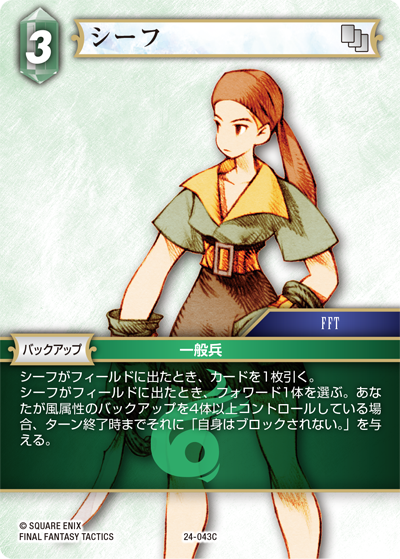 3
シーフ
FFT
バックアップ
一般兵
シーフがフィールドに出たとき、カードを1枚引く。
シーフがフィールドに出たとき、フォワード1体を選ぶ。あな
たが風属性のバックアップを4体以上コントロールしている場
合、ターン終了時までそれに「自身はブロックされない。」を与
える。
© SQUARE ENIX
FINAL FANTASY TACTICS
24-043C